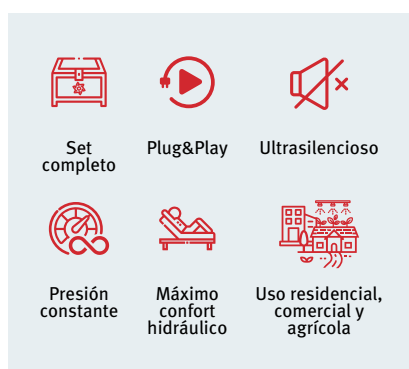 Set
completo
Plug&Play
Ultrasilencioso
Presión
constante
Máximo
confort
hidráulico
Uso residencial,
comercial y
agrícola